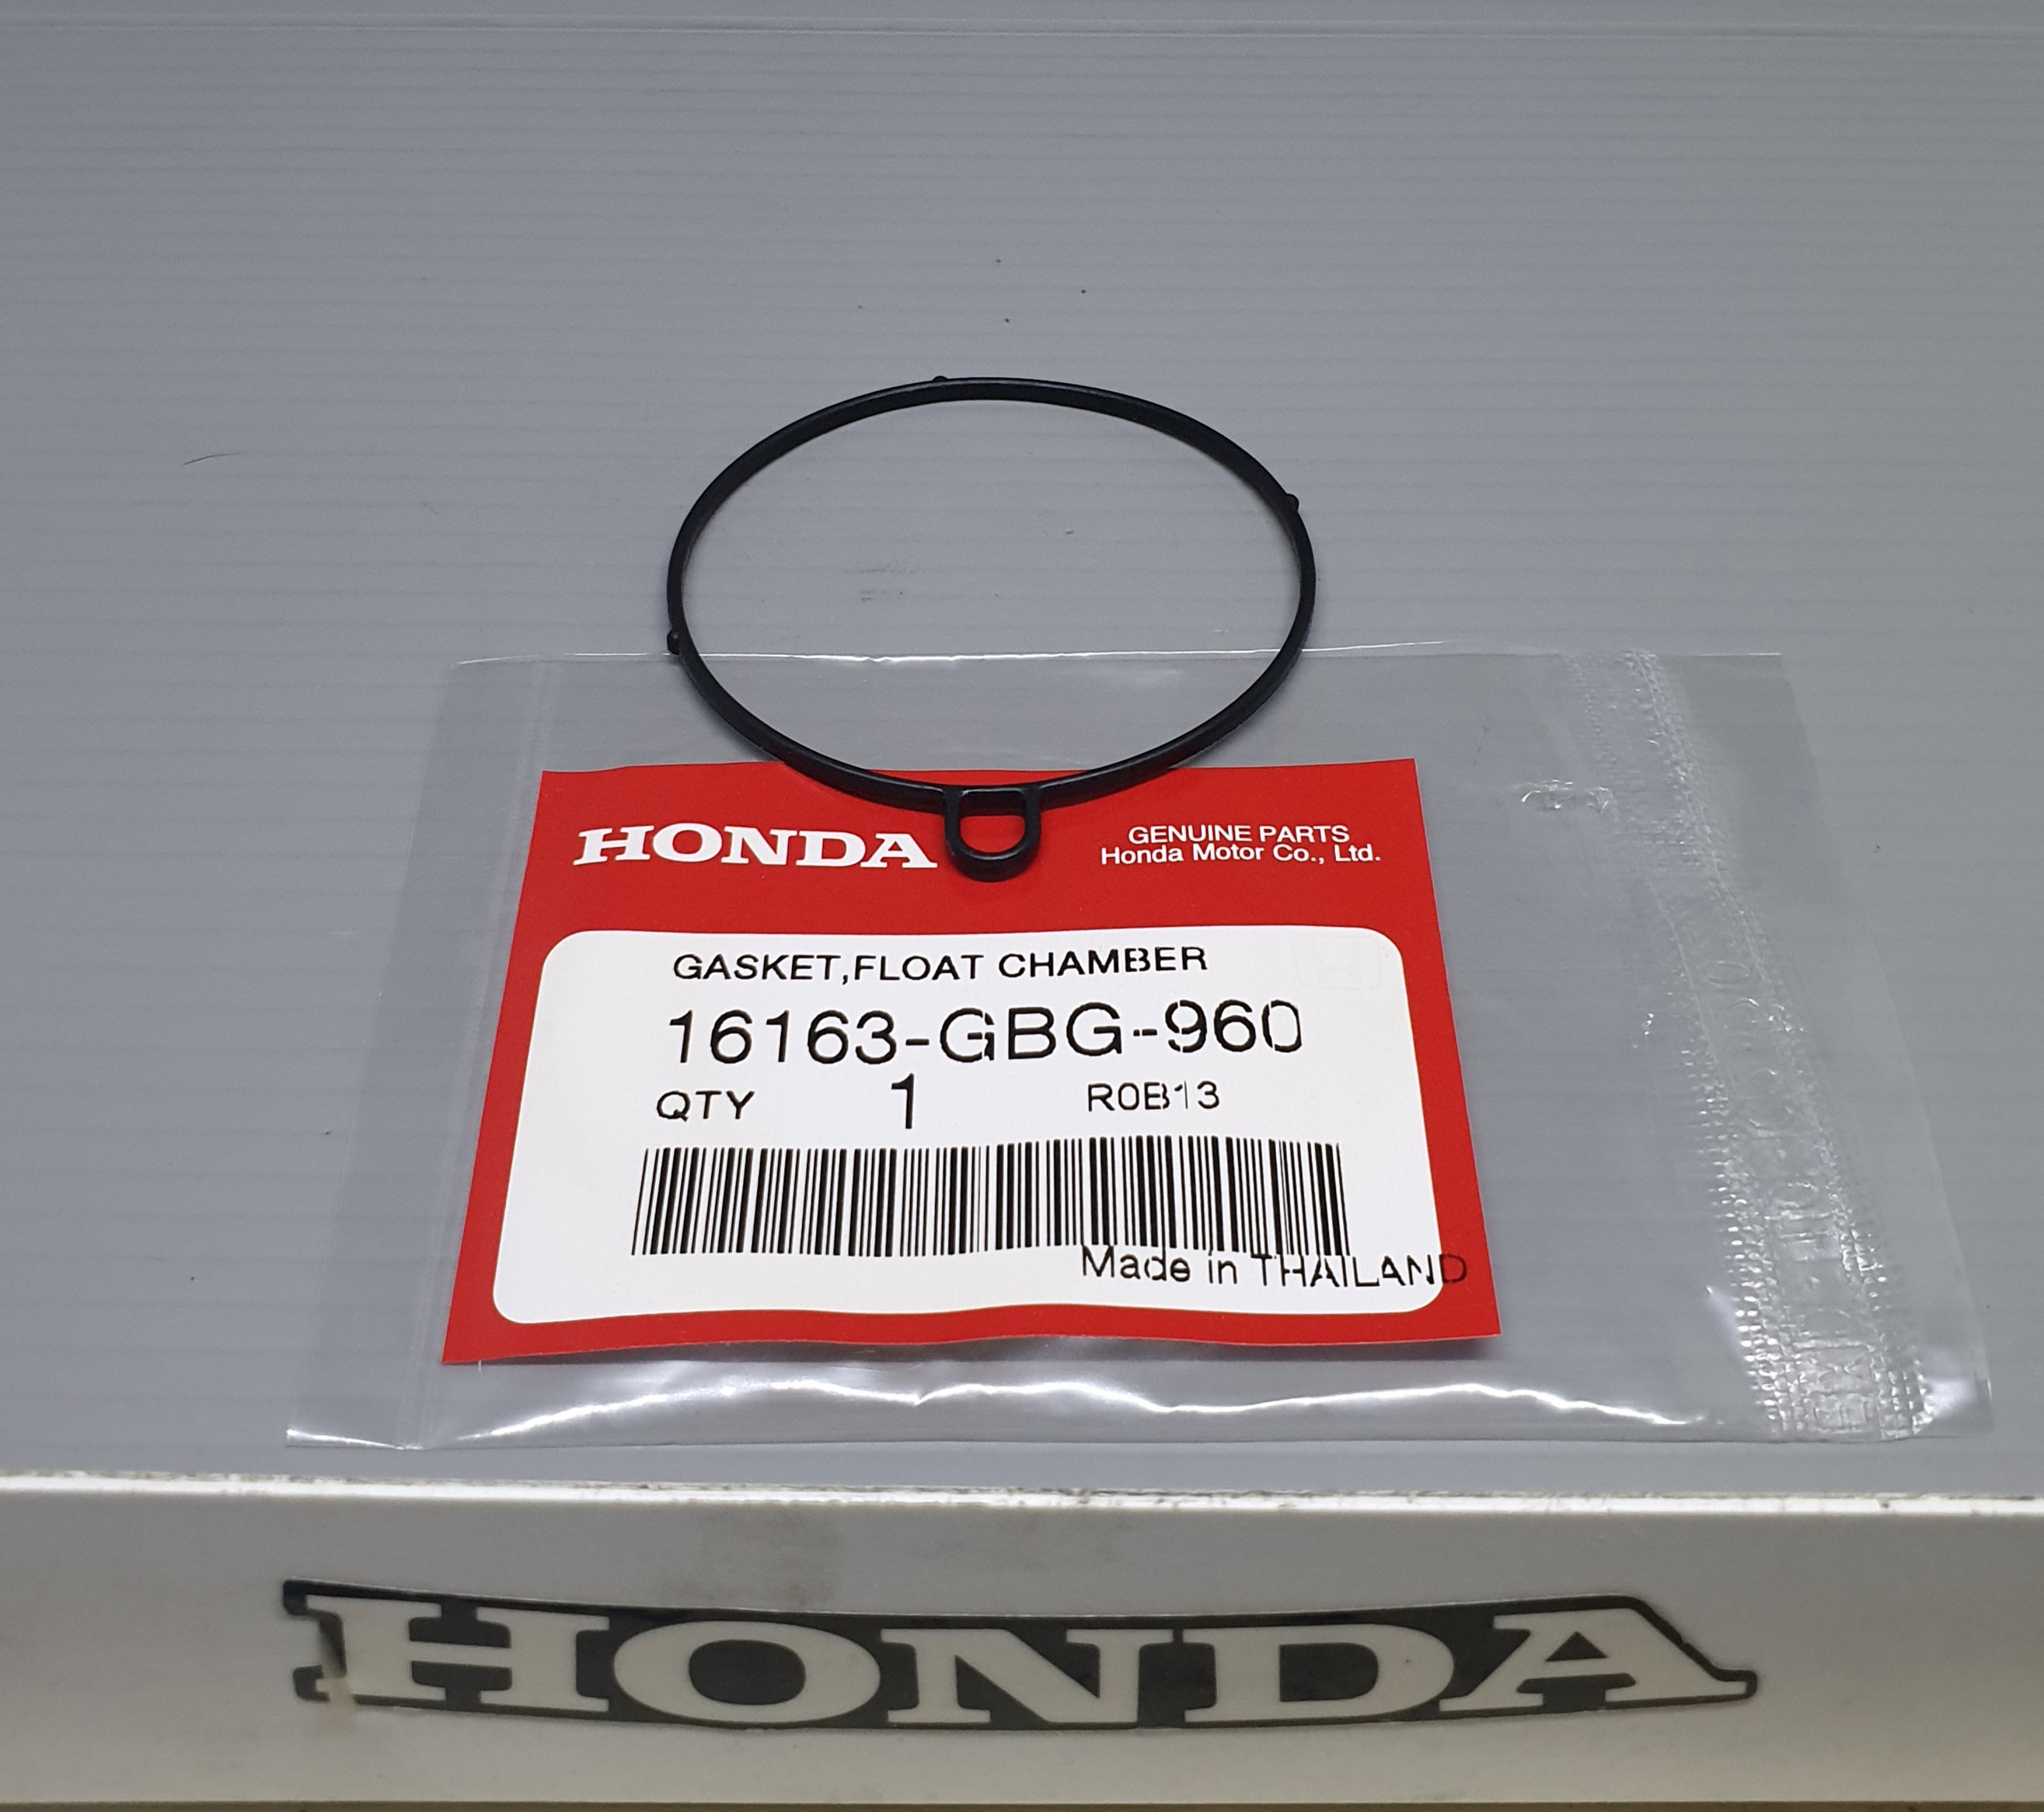 HONDA
GENUINE PARTS
Honda Motor Co., Ltd.
GASKET,FLOAT CHAMBER
16163-GBG-960
QTY 1 R0B13
Made in THAILAND
HONDA